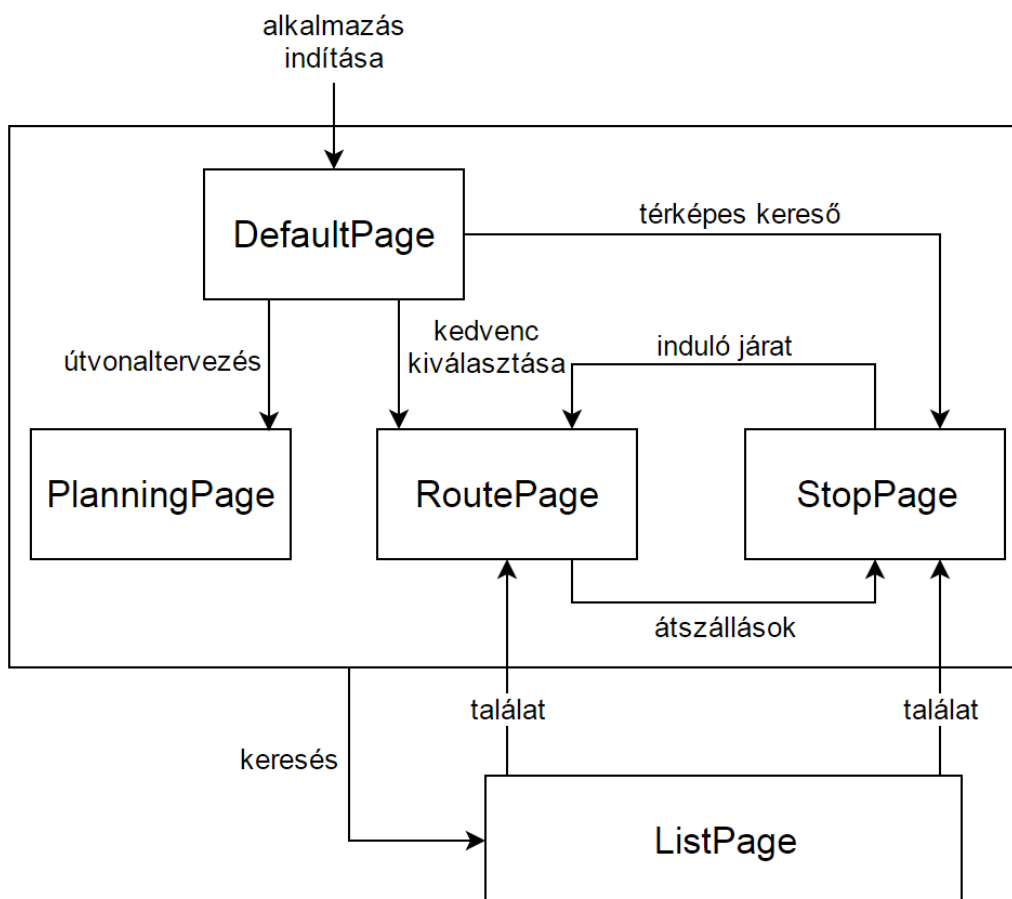 alkalmazás
indítása
DefaultPage
térképes kereső
útvonaltervezés
kedvenc
kiválasztása
induló járat
PlanningPage
RoutePage
StopPage
átszállások
találat
találat
keresés
ListPage